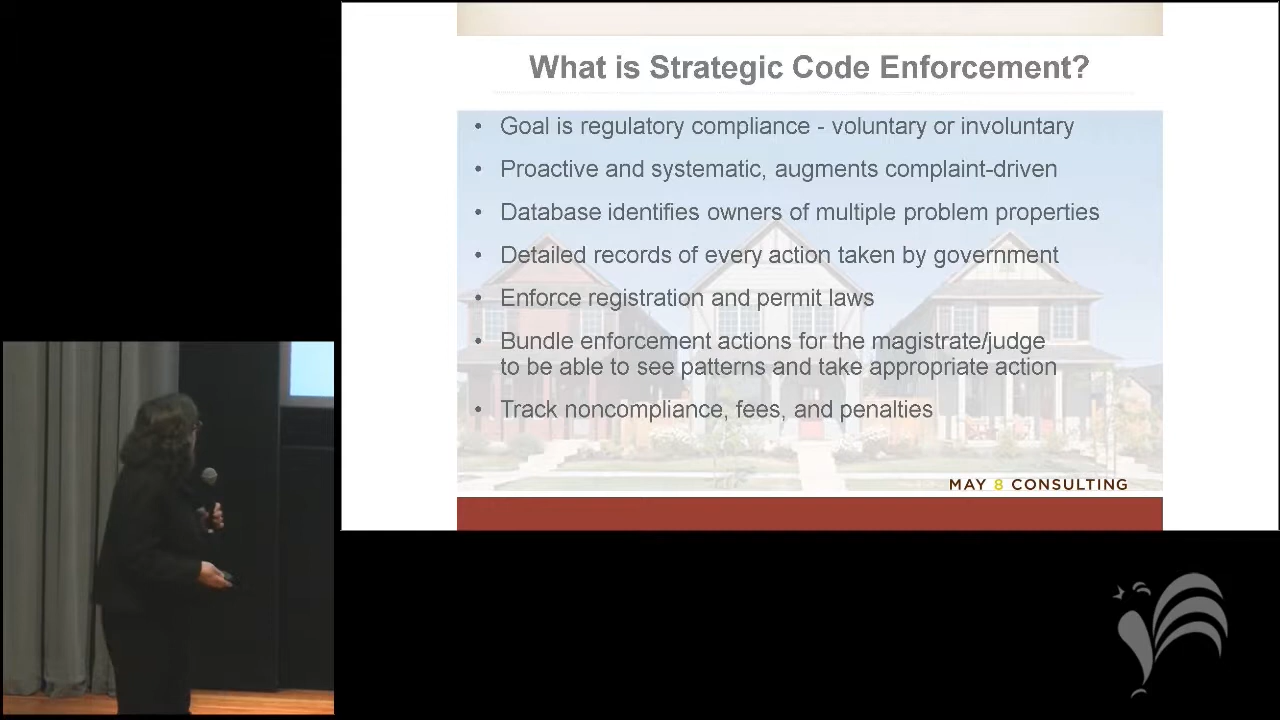 What is Strategic Code Enforcement?
• Goal is regulatory compliance - voluntary or involuntary
• Proactive and systematic, augments complaint-driven
• Database identifies owners of multiple problem properties
• Detailed records of every action taken by government
• Enforce registration and permit laws
• Bundle enforcement actions for the magistrate/judge
to be able to see patterns and take appropriate action
• Track noncompliance, fees, and penalties
MAY 8 CONSULTING